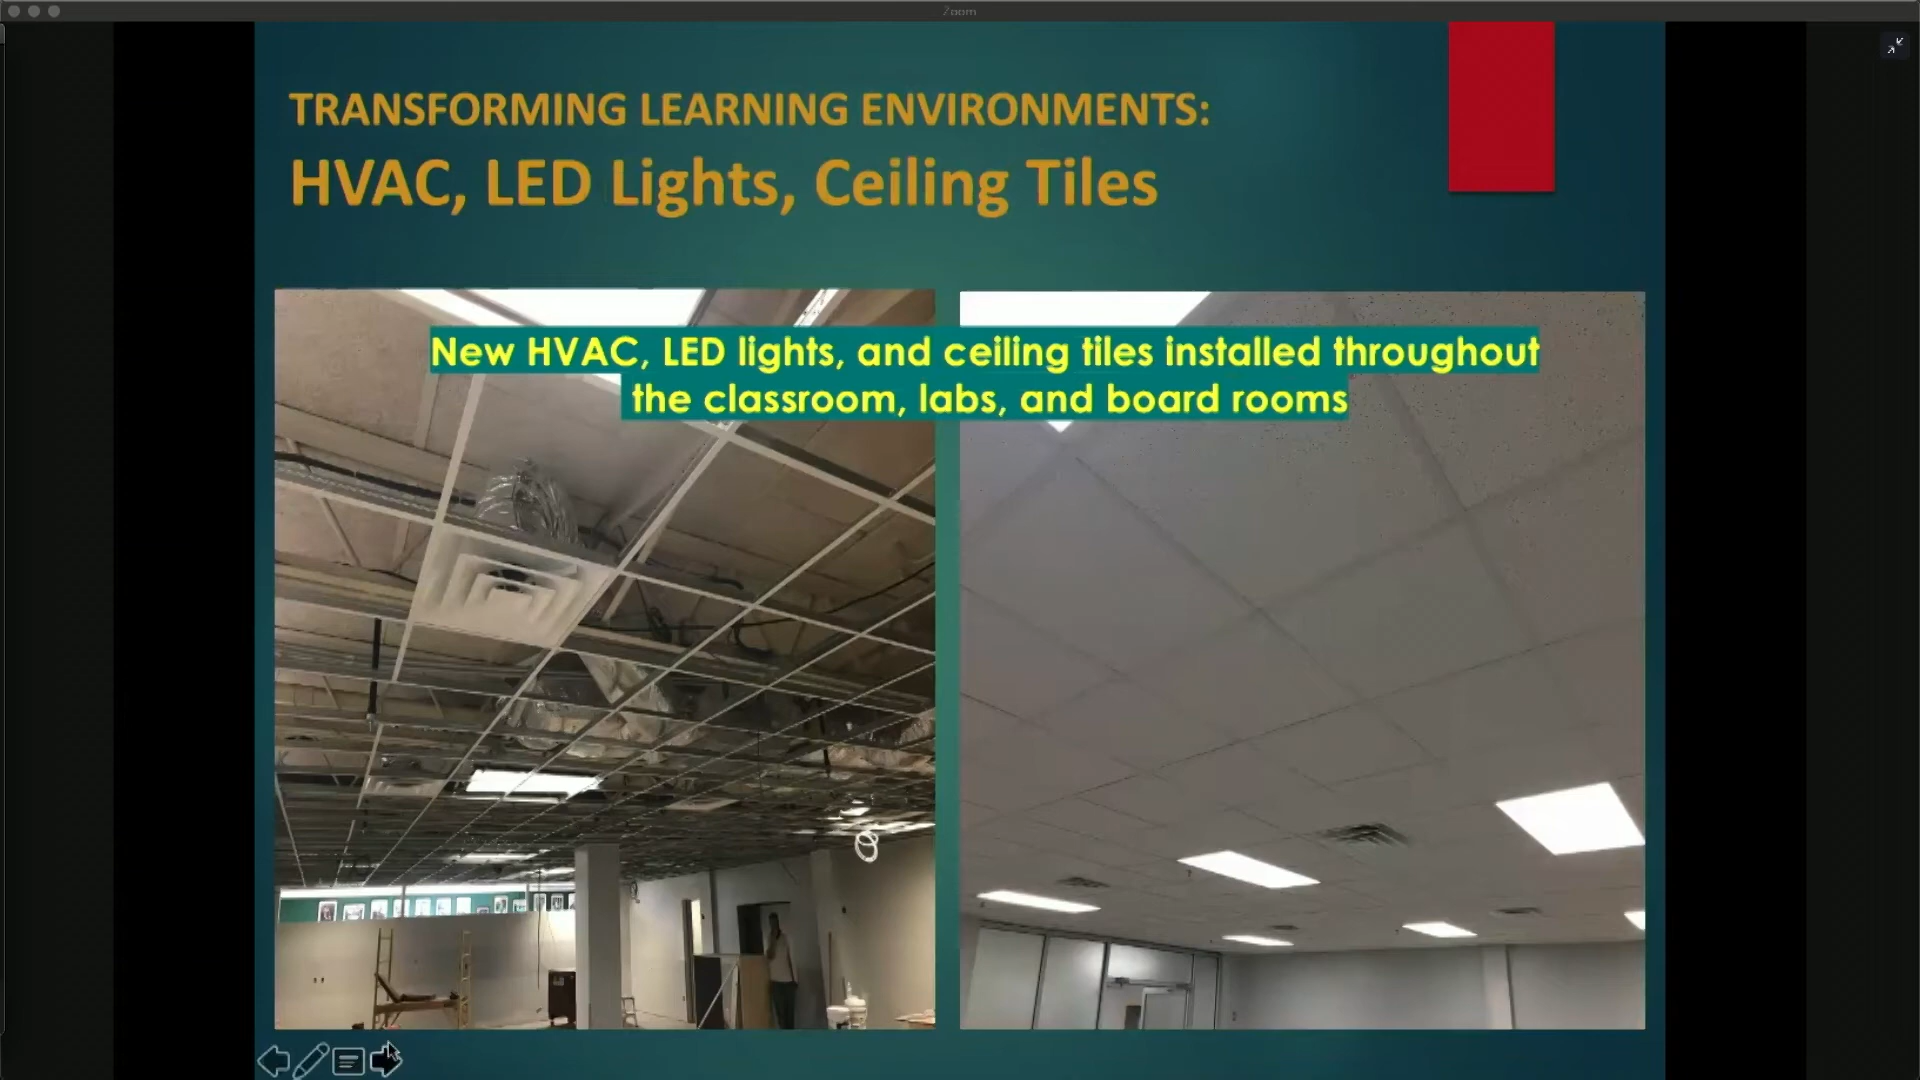 Zoom
TRANSFORMING LEARNING ENVIRONMENTS:
HVAC, LED Lights, Ceiling Tiles
New HVAC, LED lights, and ceiling tiles installed throughout
the classroom, labs, and board rooms